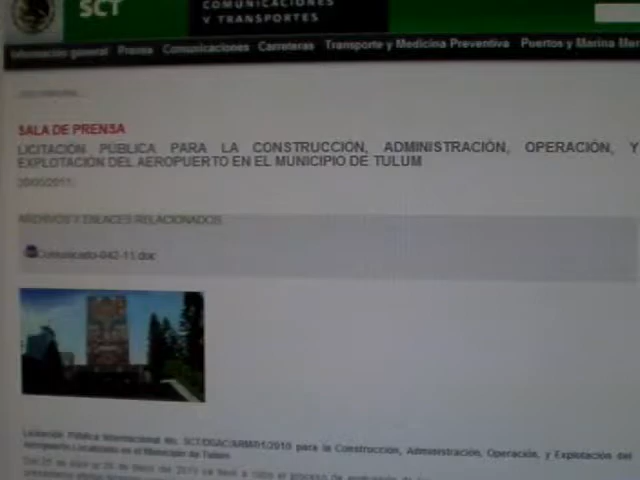 SCT
COMUNICACIONES
Y TRANSPORTES
Información general Prensa Comunicaciones Carreteras Transporte y Medicina Preventiva Puertos y Marina Mer
SALA DE PRENSA
LICITACIÓN PÚBLICA PARA LA CONSTRUCCIÓN, ADMINISTRACIÓN, OPERACIÓN, Y
EXPLOTACIÓN DEL AEROPUERTO EN EL MUNICIPIO DE TULUM
ARCHIVOS Y ENLACES RELACIONADOS
Comunicado-042-11.doc
Licitación Pública Internacional No. para la Construcción, Administración, Operación, y Explotación del
Aeropuerto Localizado en el Municipio de Tulum